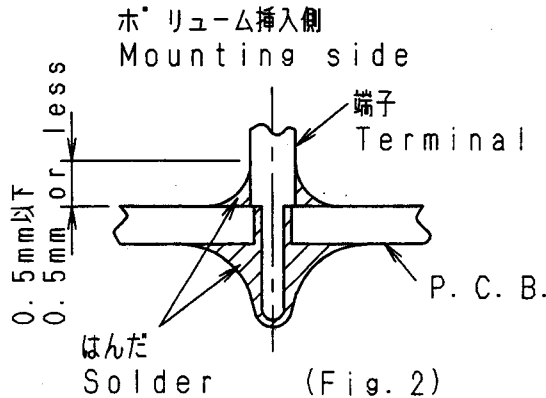 ボリューム挿入側
Mounting side
端子
Terminal
0.5mm以下
0.5mm or less
P.C.B.
はんだ
Solder
(Fig.2)